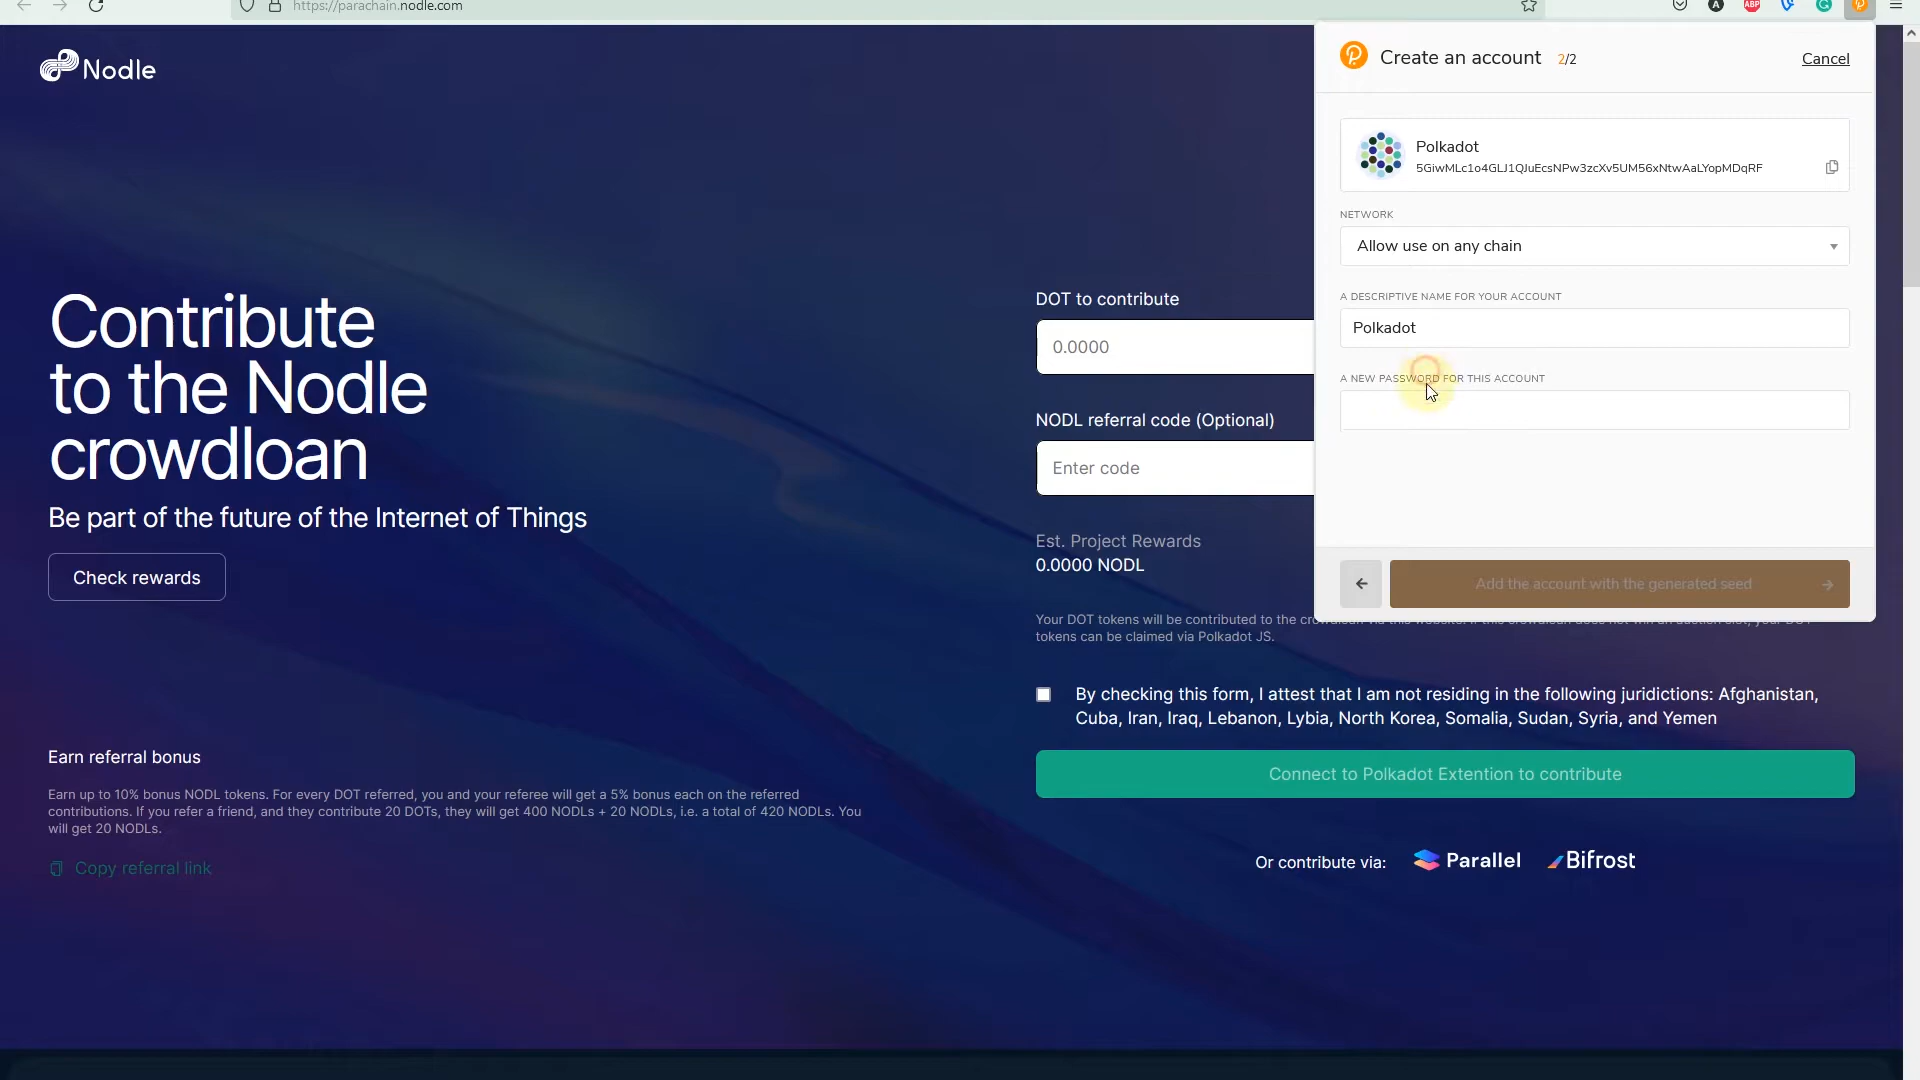 https://parachain.nodle.com
Nodle
Create an account 2/2
Cancel
Polkadot
5GiwMLc1o4GLJ1QJuEcsNPw3zcXv5UM56xNtwAaLYopMDqRF
NETWORK
Allow use on any chain
A DESCRIPTIVE NAME FOR YOUR ACCOUNT
Polkadot
A NEW PASSWORD FOR THIS ACCOUNT
Add the account with the generated seed
Contribute
to the Nodle
crowdloan
Be part of the future of the Internet of Things
Check rewards
DOT to contribute
0.0000
NODL referral code (Optional)
Enter code
Est. Project Rewards
0.0000 NODL
Your DOT tokens will be contributed to the
tokens can be claimed via Polkadot JS.
By checking this form, I attest that I am not residing in the following juridictions: Afghanistan,
Cuba, Iran, Iraq, Lebanon, Lybia, North Korea, Somalia, Sudan, Syria, and Yemen
Connect to Polkadot Extention to contribute
Or contribute via:
Parallel
Bifrost
Earn referral bonus
Earn up to 10% bonus NODL tokens. For every DOT referred, you and your referee will get a 5% bonus each on the referred
contributions. If you refer a friend, and they contribute 20 DOTs, they will get 400 NODLs + 20 NODLs, i.e. a total of 420 NODLs. You
will get 20 NODLs.
Copy referral link